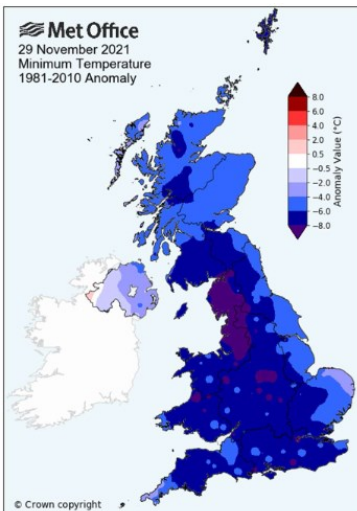 Met Office
29 November 2021
Minimum Temperature
1981-2010 Anomaly
8.0
6.0
4.0
2.0
0.5
−0.5
−2.0
−4.0
−6.0
−8.0
Anomaly Value (°C)
© Crown copyright